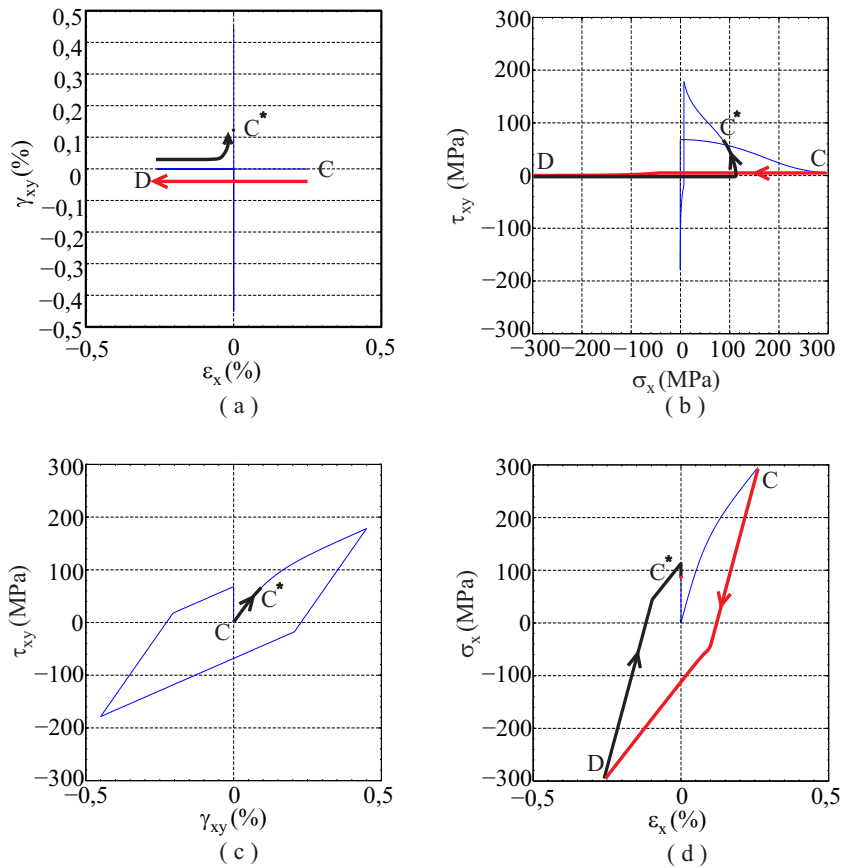 0,5
0,4
0,3
0,2
0,1
0
−0,1
−0,2
−0,3
−0,4
−0,5
γxy(%)
C*
C
D
−0,5 0 0,5
εx(%)
( a )
300
200
100
0
−100
−200
−300
τxy(MPa)
C*
D C
−300 −200 −100 0 100 200 300
σx(MPa)
( b )
300
200
100
0
−100
−200
−300
τxy(MPa)
C C*
−0,5 0 0,5
γxy(%)
( c )
300
200
100
0
−100
−200
−300
σx(MPa)
C
C*
D
−0,5 0 0,5
εx(%)
( d )